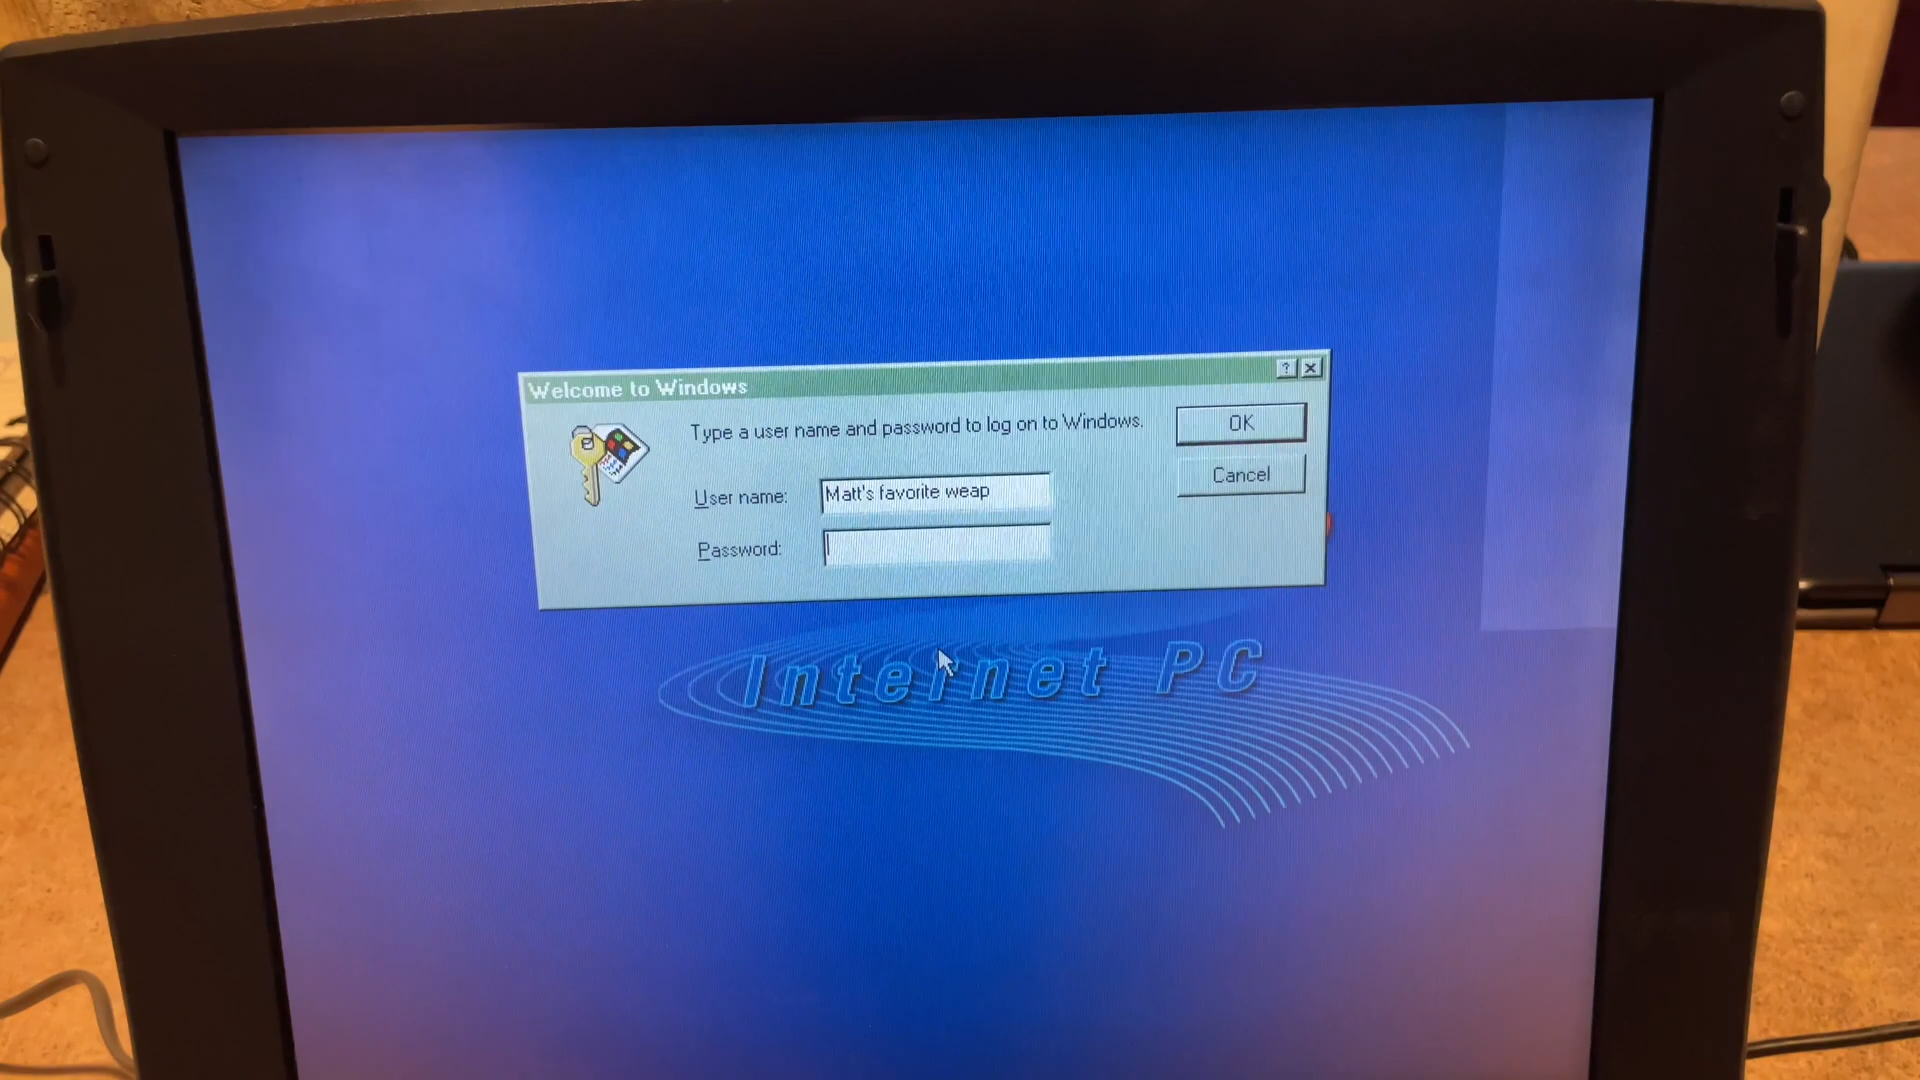 Welcome to Windows
Type a user name and password to log on to Windows.
OK
Cancel
User name: Matt's favorite weap
Password:
Internet PC